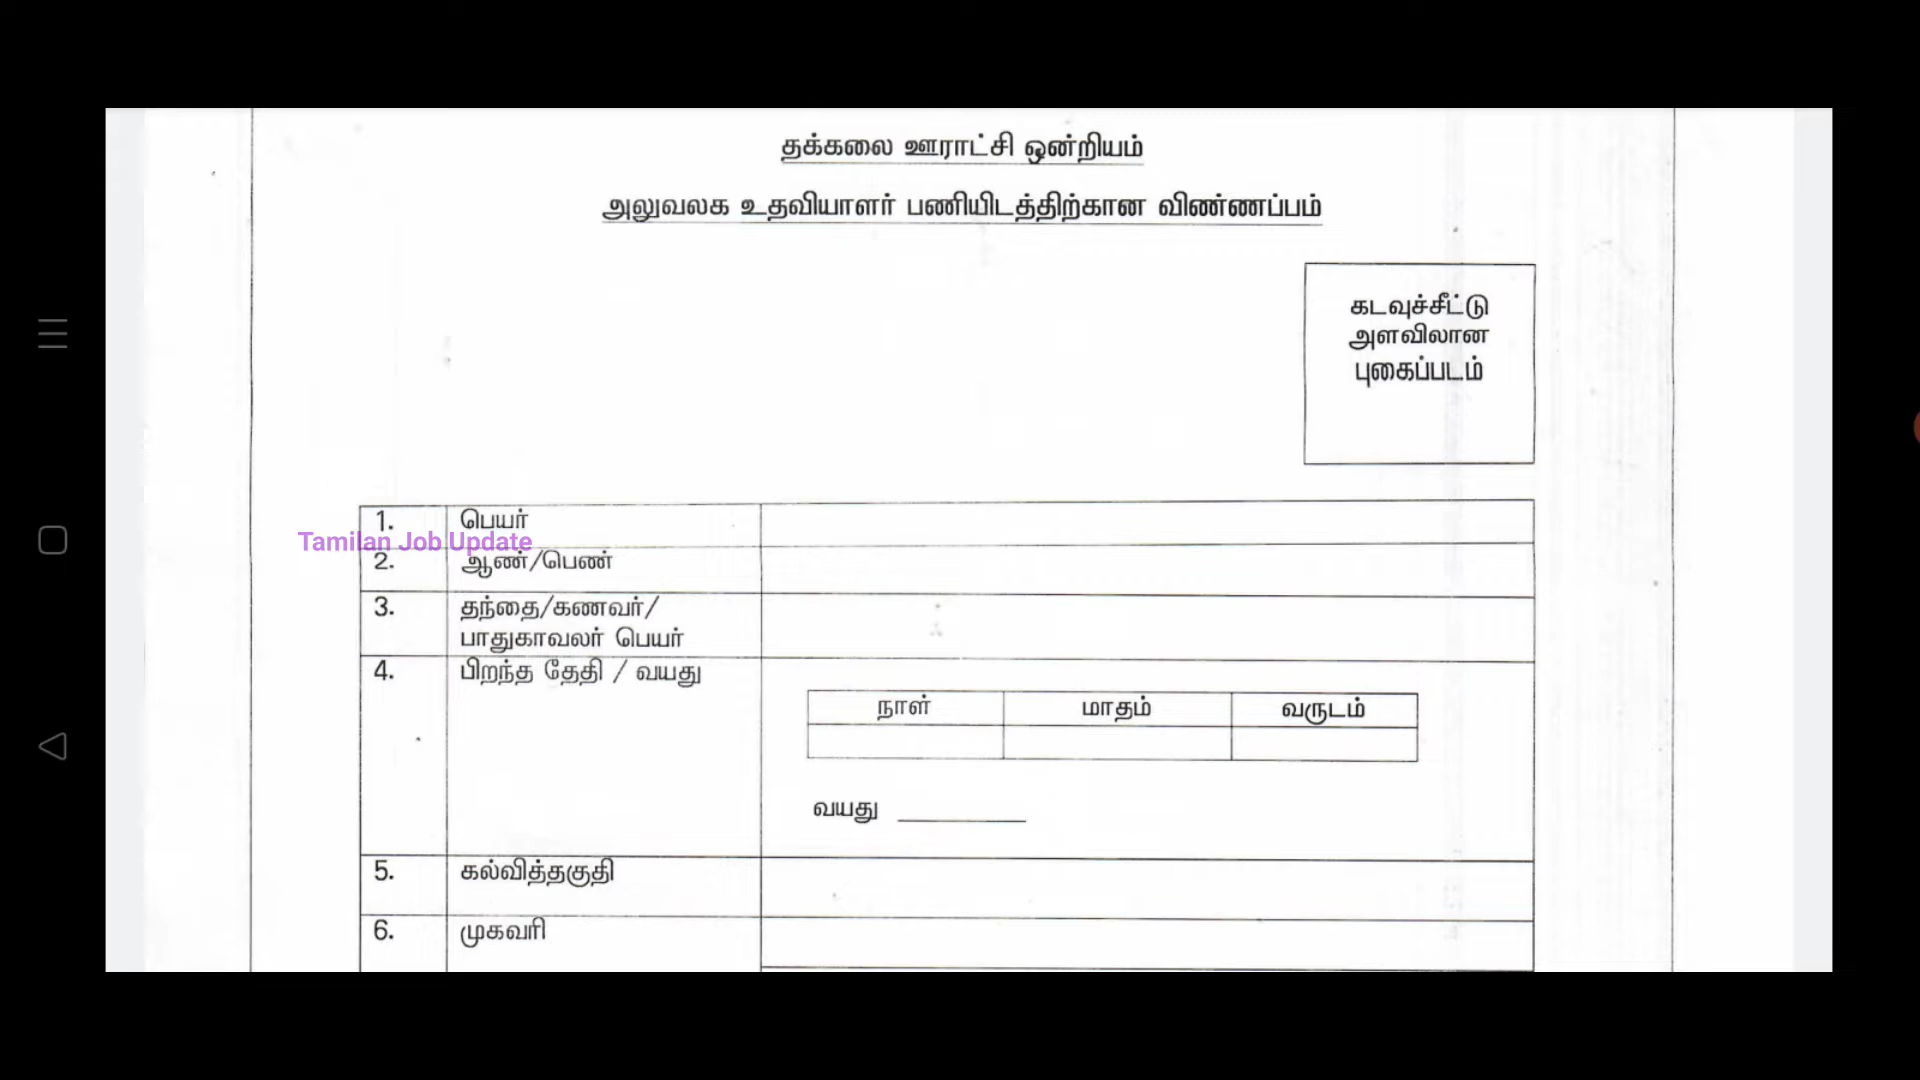 தக்கலை ஊராட்சி ஒன்றியம்
அலுவலக உதவியாளர் பணியிடத்திற்கான விண்ணப்பம்
கடவுச்சீட்டு
அளவிலான
புகைப்படம்
1. பெயர்
Tamilan Job Update
2. ஆண்/பெண்
3. தந்தை/கணவர்/
பாதுகாவலர் பெயர்
4. பிறந்த தேதி / வயது
நாள் மாதம் வருடம்
வயது
5. கல்வித்தகுதி
6. முகவரி